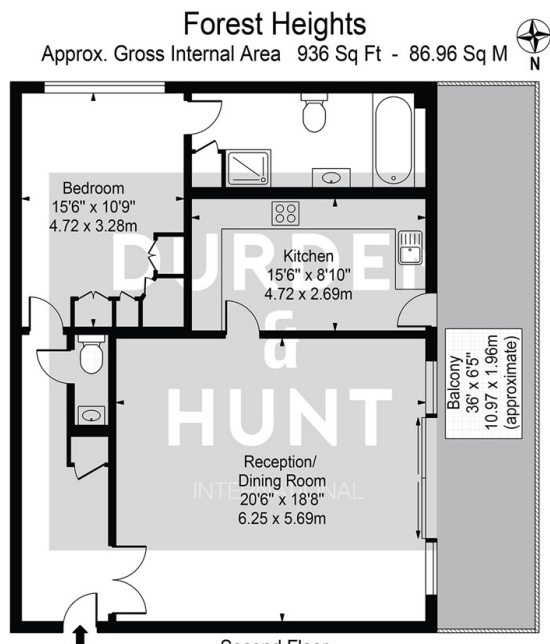 Forest Heights
Approx. Gross Internal Area 936 Sq Ft - 86.96 Sq M
N
Bedroom
15'6" x 10'9"
4.72 x 3.28m
Kitchen
15'6" x 8'10"
4.72 x 2.69m
DURDEN
&
HUNT
INTERNATIONAL
Balcony
36' x 6'5"
10.97 x 1.96m
(approximate)
Reception/
Dining Room
20'6" x 18'8"
6.25 x 5.69m
Second Floor